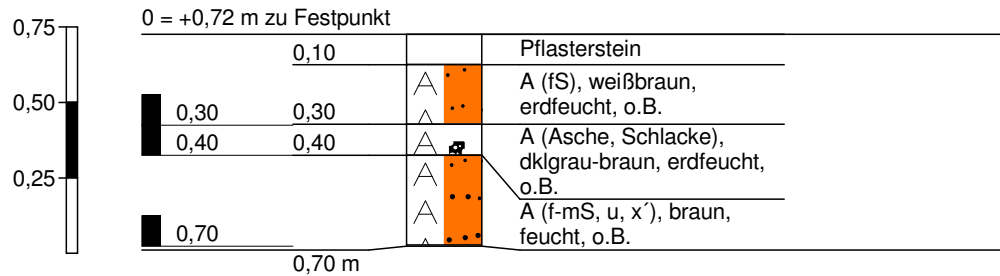 0 = +0,72 m zu Festpunkt
0,75
0,50
0,25
0,10
Pflasterstein
0,30
0,30
A
A
A (fS), weißbraun,
erdfeucht, o.B.
0,40
0,40
A
A (Asche, Schlacke),
dklgrau-braun, erdfeucht,
o.B.
0,70
A
A
A
A (f-mS, u, x´), braun,
feucht, o.B.
0,70 m